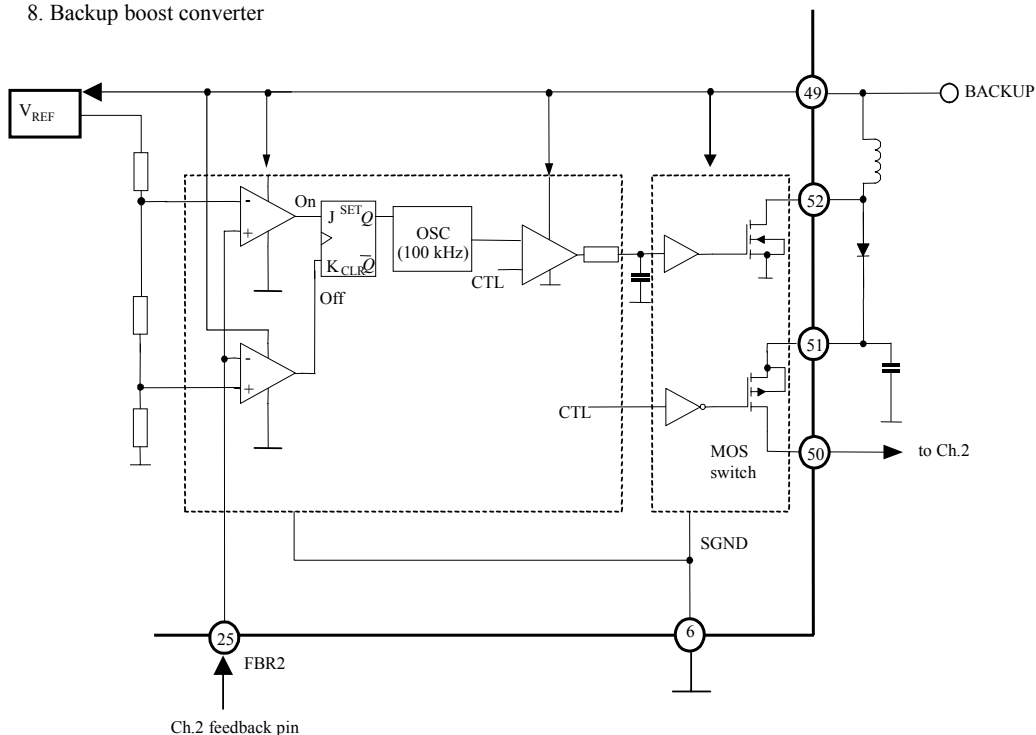 8. Backup boost converter
49
BACKUP
VREF
52
On
J SET Q
OSC
(100 kHz)
K CLR Q̅
CTL
Off
51
-
+
-
+
CTL
MOS
switch
50
to Ch.2
SGND
25
6
FBR2
Ch.2 feedback pin